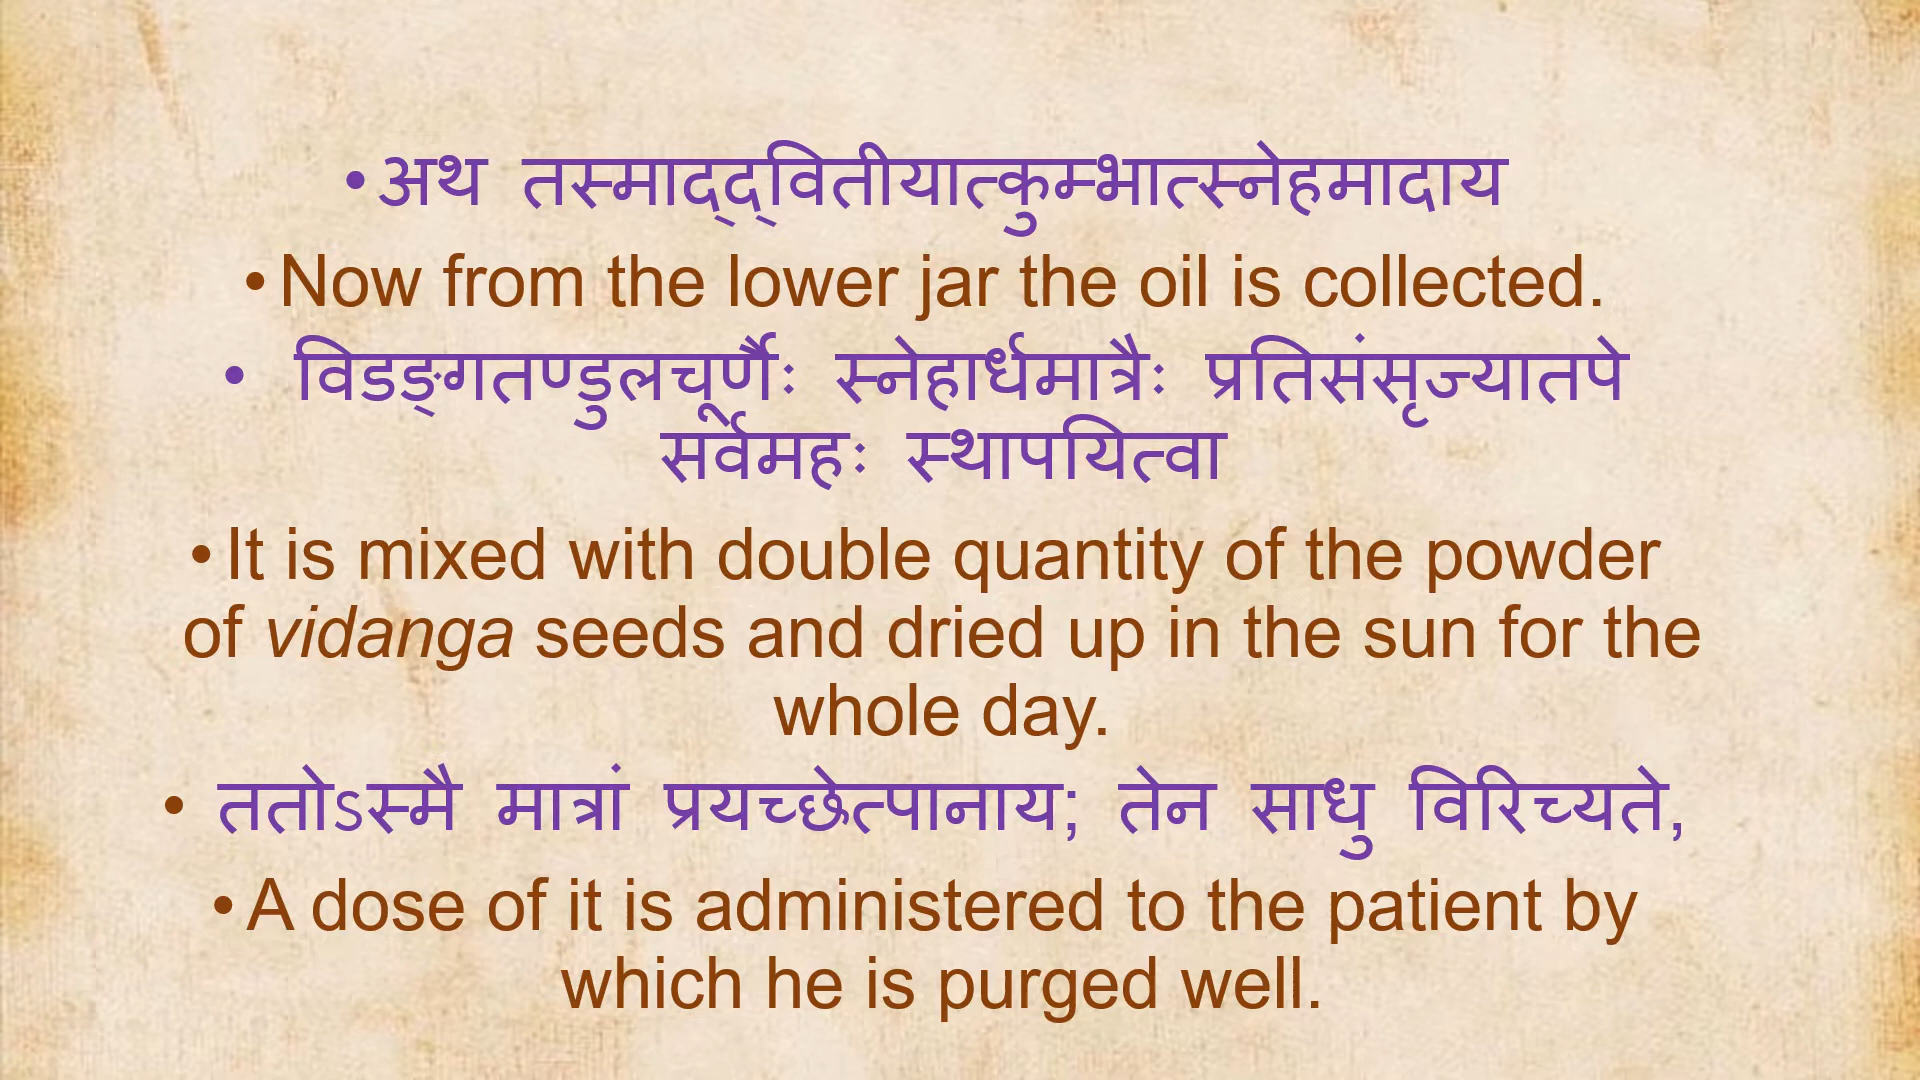 • अथ तस्माद्द्वितीयात्कुम्भात्स्नेहमादाय
• Now from the lower jar the oil is collected.
• विडङ्गतण्डुलचूर्णैः स्नेहार्धमात्रैः प्रतिसंसृज्यातपे
सर्वमहः स्थापयित्वा
• It is mixed with double quantity of the powder
of vidanga seeds and dried up in the sun for the
whole day.
• ततोऽस्मै मात्रां प्रयच्छेत्पानाय; तेन साधु विरिच्यते,
• A dose of it is administered to the patient by
which he is purged well.